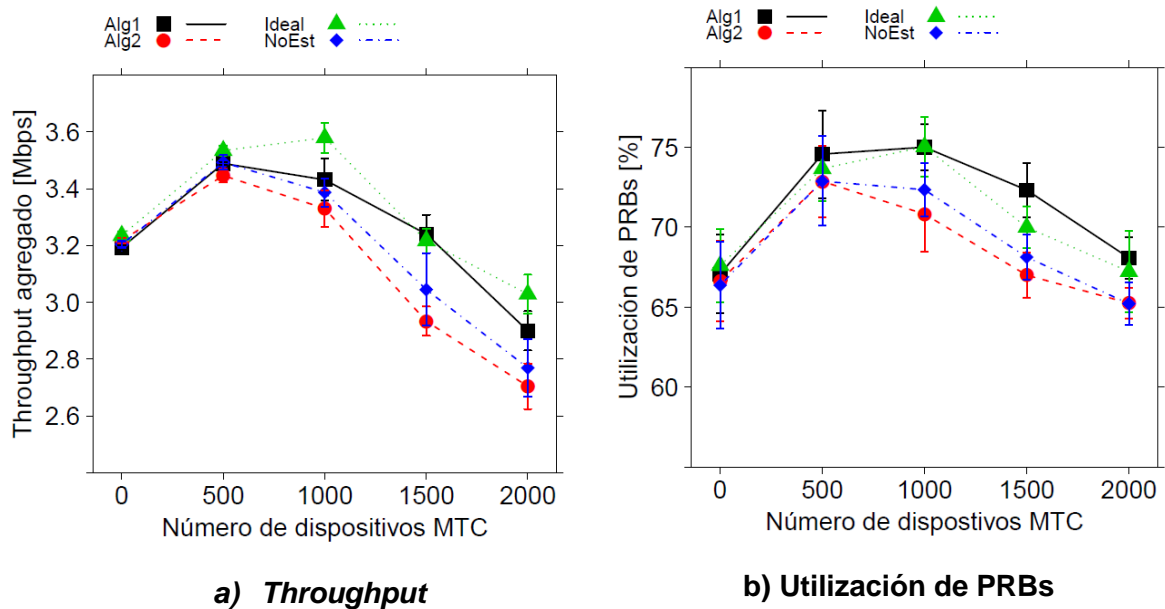 Alg1 Ideal
Alg2 NoEst
Throughput agregado [Mbps]
3.6
3.4
3.2
3.0
2.8
2.6
0 500 1000 1500 2000
Número de dispositivos MTC
a) Throughput
Alg1 Ideal
Alg2 NoEst
Utilización de PRBs [%]
75
70
65
60
0 500 1000 1500 2000
Número de dispostivos MTC
b) Utilización de PRBs